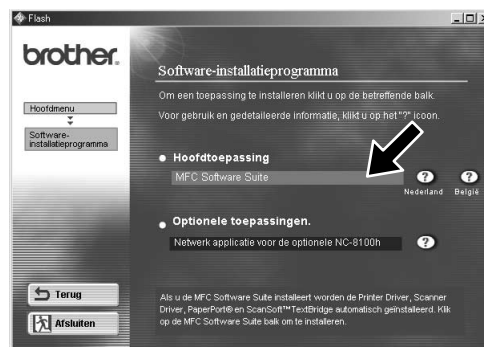 Flash
brother.
Hoofdmenu
Software-
installatieprogramma
Software-installatieprogramma
Om een toepassing te installeren klikt u op de betreffende balk.
Voor gebruik en gedetaileerde informatie, klikt u op het "?" icoon.
Hoofdtoepassing
MFC Software Suite
?
?
Nederland
België
Optionele toepassingen.
Netwerk applicatie voor de optionele NC-8100h
?
Terug
Afsluiten
Als u de MFC Software Suite installeert worden de Printer Driver, Scanner
Driver, PaperPort® en ScanSoft™TextBridge automatisch geïnstalleerd. Klik
op de MFC Software Suite balk om te installeren.